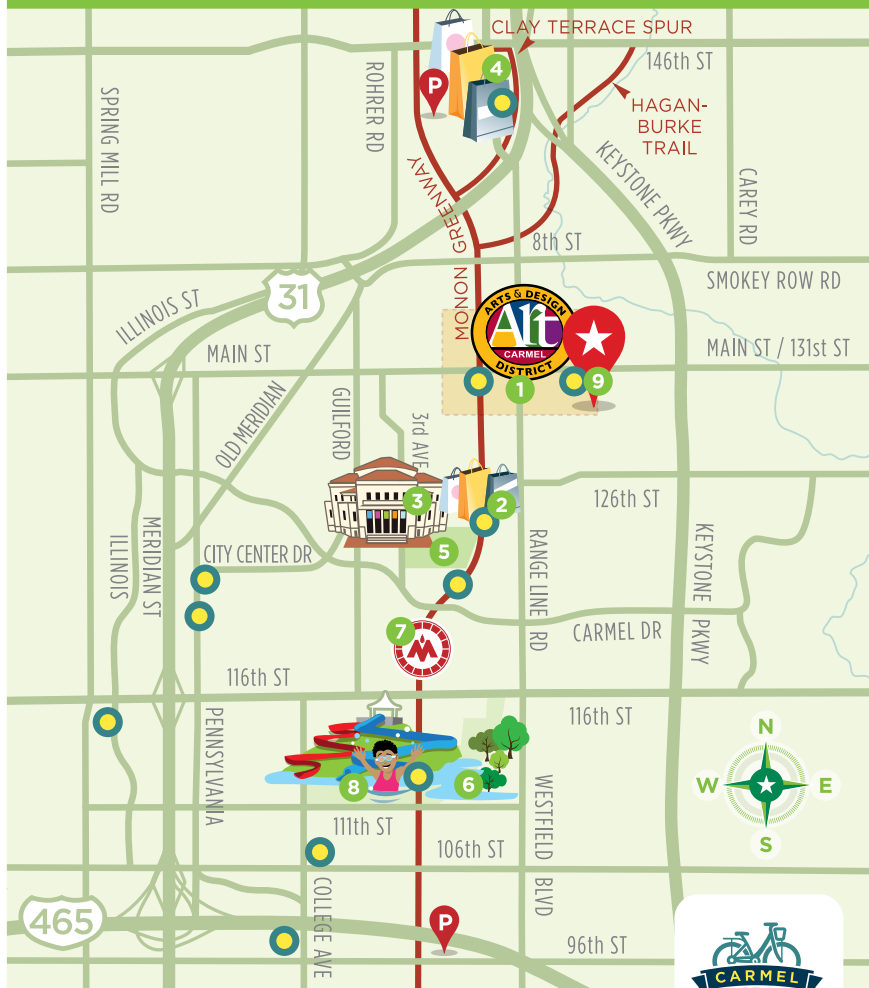 CLAY TERRACE SPUR
146th ST
P
4
HAGAN-
BURKE
TRAIL
SPRING MILL RD
ROHRER RD
KEYSTONE PKWY
CAREY RD
MONON GREENWAY
8th ST
SMOKEY ROW RD
31
ILLINOIS ST
ARTS & DESIGN
Art
CARMEL
DISTRICT
MAIN ST
MAIN ST / 131st ST
1
9
OLD MERIDIAN
GUILFORD
3rd AVE
3
2
126th ST
5
ILLINOIS
MERIDIAN ST
CITY CENTER DR
RANGE LINE RD
KEYSTONE PKWY
7
M
CARMEL DR
116th ST
116th ST
N
W
E
S
PENNSYLVANIA
8
6
WESTFIELD BLVD
111th ST
106th ST
COLLEGE AVE
465
P
96th ST
CARMEL